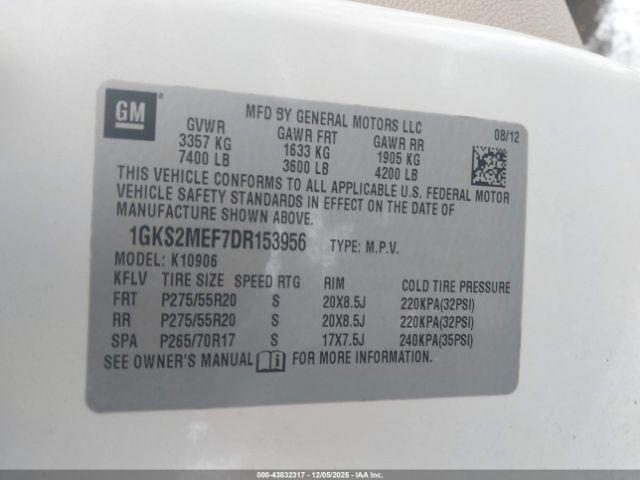 GM
MFD BY GENERAL MOTORS LLC
08/12
GVWR GAWR FRT GAWR RR
3357 KG 1633 KG 1905 KG
7400 LB 3600 LB 4200 LB
THIS VEHICLE CONFORMS TO ALL APPLICABLE U.S. FEDERAL MOTOR
VEHICLE SAFETY STANDARDS IN EFFECT ON THE DATE OF
MANUFACTURE SHOWN ABOVE.
1GKS2MEF7DR153956 TYPE: M.P.V.
MODEL: K10906
KFLV TIRE SIZE SPEED RTG RIM COLD TIRE PRESSURE
FRT P275/55R20 S 20X8.5J 220KPA(32PSI)
RR P275/55R20 S 20X8.5J 220KPA(32PSI)
SPA P265/70R17 S 17X7.5J 240KPA(35PSI)
SEE OWNER'S MANUAL FOR MORE INFORMATION.
000-43832317 - 12/05/2025 - IAAI.COM